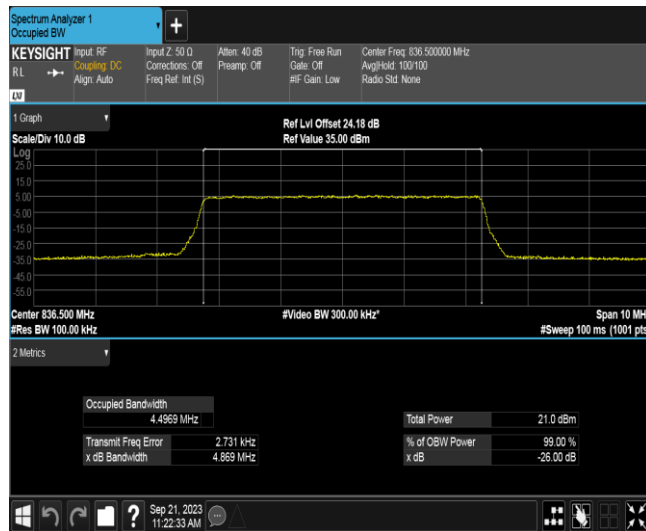 Spectrum Analyzer 1
Occupied BW
+
KEYSIGHT
RL
LXI
Input: RF
Coupling: DC
Align: Auto
Input Z: 50 Ω
Corrections: Off
Freq Ref: Int (S)
Atten: 40 dB
Preamp: Off
Trig: Free Run
Gate: Off
#IF Gain: Low
Center Freq: 836.500000 MHz
Avg|Hold: 100/100
Radio Std: None
1 Graph
Scale/Div 10.0 dB
Ref Lvl Offset 24.18 dB
Ref Value 35.00 dBm
Log
25.0
15.0
5.00
-5.00
-15.0
-25.0
-35.0
-45.0
-55.0
Center 836.500 MHz
#Res BW 100.00 kHz
#Video BW 300.00 kHz*
Span 10 MH
#Sweep 100 ms (1001 pts
2 Metrics
Occupied Bandwidth
4.4969 MHz
Transmit Freq Error 2.731 kHz
x dB Bandwidth 4.869 MHz
Total Power 21.0 dBm
% of OBW Power 99.00 %
x dB -26.00 dB
?
Sep 21, 2023
11:22:33 AM